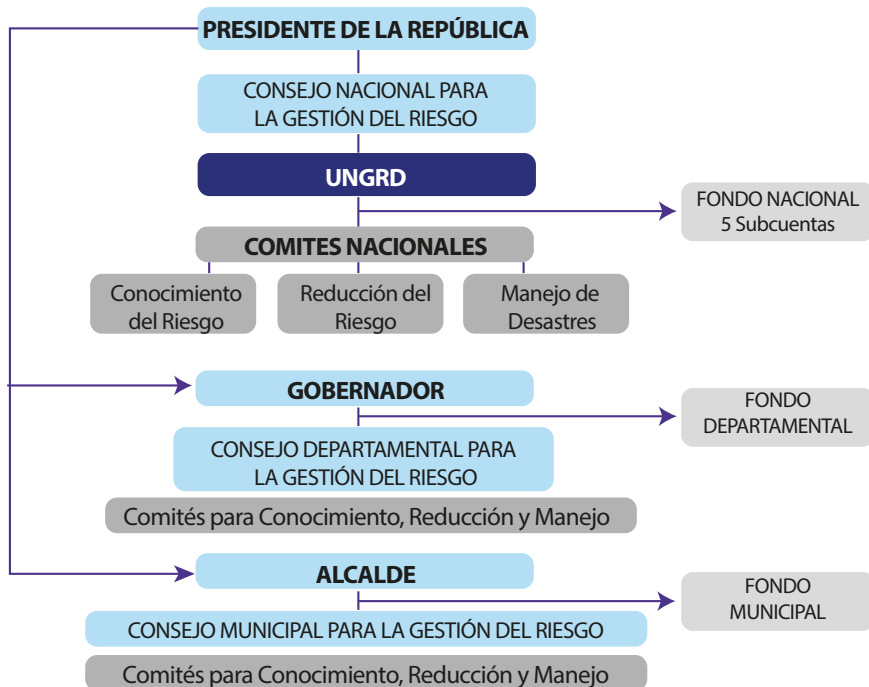 PRESIDENTE DE LA REPÚBLICA
CONSEJO NACIONAL PARA
LA GESTIÓN DEL RIESGO
UNGRD
FONDO NACIONAL
5 Subcuentas
COMITES NACIONALES
Conocimiento
del Riesgo
Reducción del
Riesgo
Manejo de
Desastres
GOBERNADOR
FONDO
DEPARTAMENTAL
CONSEJO DEPARTAMENTAL PARA
LA GESTIÓN DEL RIESGO
Comités para Conocimiento, Reducción y Manejo
ALCALDE
FONDO
MUNICIPAL
CONSEJO MUNICIPAL PARA LA GESTIÓN DEL RIESGO
Comités para Conocimiento, Reducción y Manejo